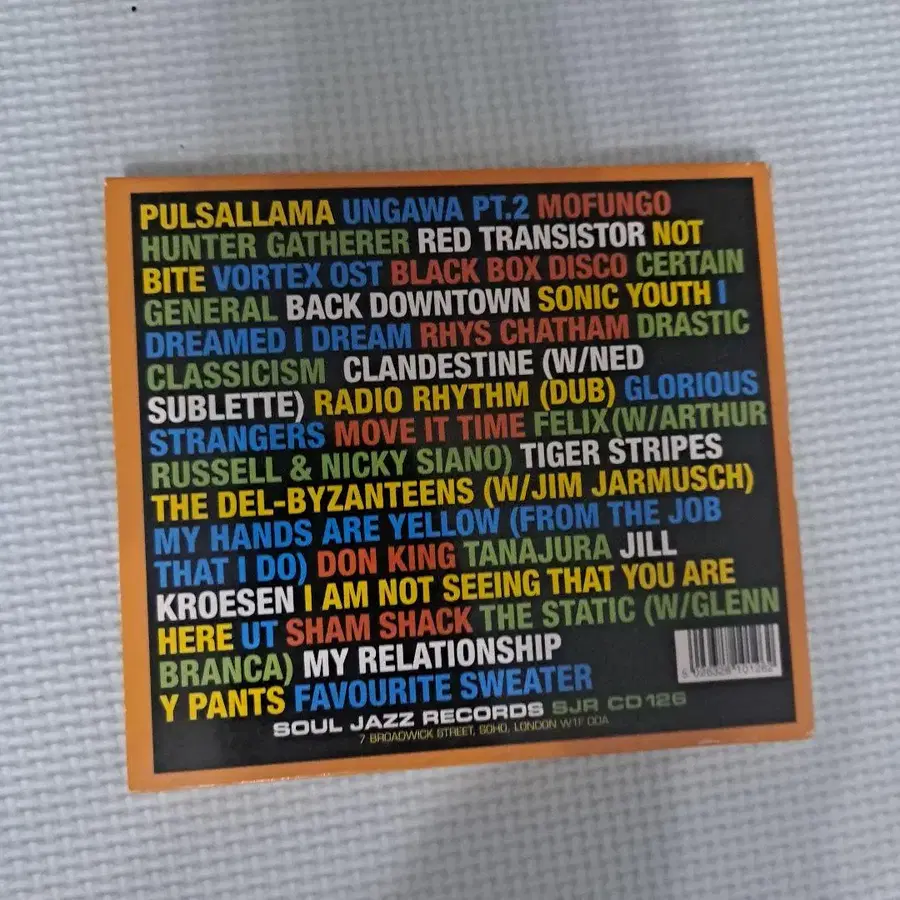 PULSALLAMA UNGAWA PT.2 MOFUNGO
HUNTER GATHERER RED TRANSISTOR NOT
BITE VORTEX OST BLACK BOX DISCO CERTAIN
GENERAL BACK DOWNTOWN SONIC YOUTH I
DREAMED I DREAM RHYS CHATHAM DRASTIC
CLASSICISM CLANDESTINE (W/NED
SUBLETTE) RADIO RHYTHM (DUB) GLORIOUS
STRANGERS MOVE IT TIME FELIX(W/ARTHUR
RUSSELL & NICKY SIANO) TIGER STRIPES
THE DEL-BYZANTEENS (W/JIM JARMUSCH)
MY HANDS ARE YELLOW (FROM THE JOB
THAT I DO) DON KING TANAJURA JILL
KROESEN I AM NOT SEEING THAT YOU ARE
HERE UT SHAM SHACK THE STATIC (W/GLENN
BRANCA) MY RELATIONSHIP
Y PANTS FAVOURITE SWEATER
5 026328 101262
SOUL JAZZ RECORDS SJR CD126
7 BROADWICK STREET, SOHO, LONDON W1F 0DA